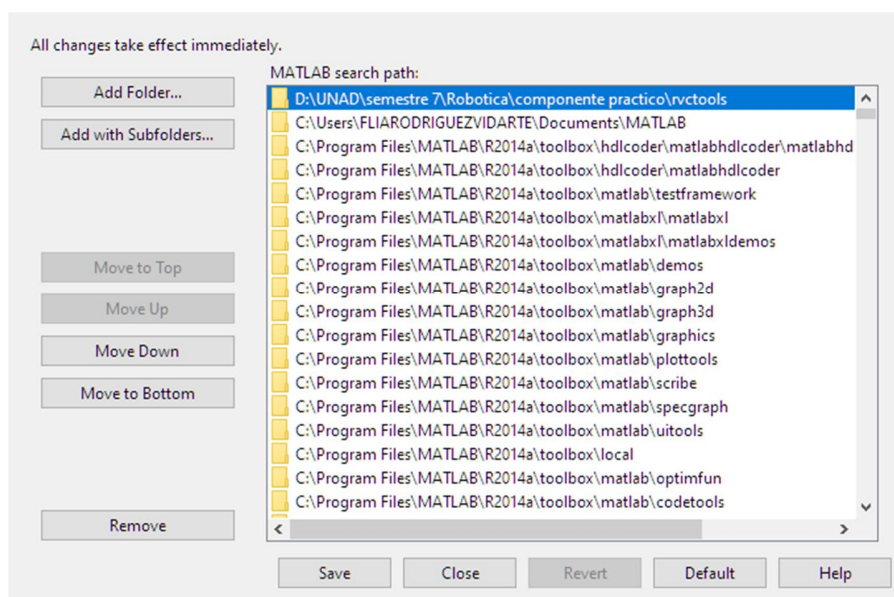 All changes take effect immediately.
MATLAB search path:
Add Folder...
Add with Subfolders...
Move to Top
Move Up
Move Down
Move to Bottom
Remove
D:\UNAD\semestre 7\Robotica\componente practico\rvctools
C:\Users\FLIARODRIGUEZVIDARTE\Documents\MATLAB
C:\Program Files\MATLAB\R2014a\toolbox\hdlcoder\matlabhdlcoder\matlabhd
C:\Program Files\MATLAB\R2014a\toolbox\hdlcoder\matlabhdlcoder
C:\Program Files\MATLAB\R2014a\toolbox\matlab\testframework
C:\Program Files\MATLAB\R2014a\toolbox\matlabxl\matlabxl
C:\Program Files\MATLAB\R2014a\toolbox\matlabxl\matlabxldemos
C:\Program Files\MATLAB\R2014a\toolbox\matlab\demos
C:\Program Files\MATLAB\R2014a\toolbox\matlab\graph2d
C:\Program Files\MATLAB\R2014a\toolbox\matlab\graph3d
C:\Program Files\MATLAB\R2014a\toolbox\matlab\graphics
C:\Program Files\MATLAB\R2014a\toolbox\matlab\plottools
C:\Program Files\MATLAB\R2014a\toolbox\matlab\scribe
C:\Program Files\MATLAB\R2014a\toolbox\matlab\specgraph
C:\Program Files\MATLAB\R2014a\toolbox\matlab\uitools
C:\Program Files\MATLAB\R2014a\toolbox\local
C:\Program Files\MATLAB\R2014a\toolbox\matlab\optimfun
C:\Program Files\MATLAB\R2014a\toolbox\matlab\codetools
Save
Close
Revert
Default
Help